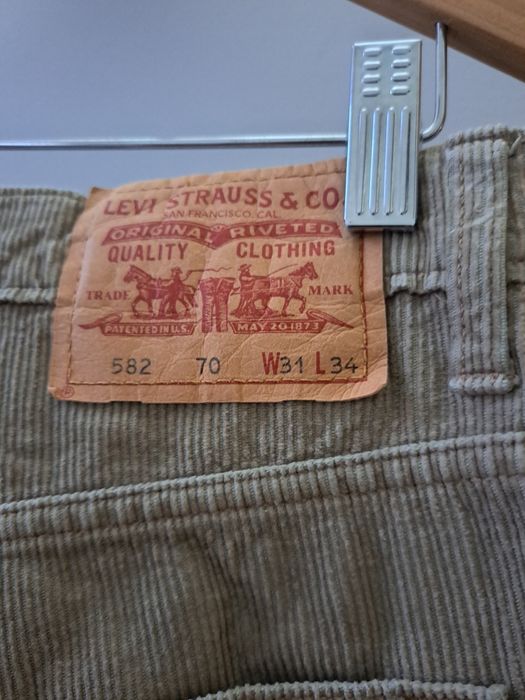 LEVI STRAUSS & CO
SAN FRANCISCO, CAL.
ORIGINAL RIVETED
QUALITY CLOTHING
TRADE MARK
PATENTED IN U.S. MAY 20 1873
582 70 W31 L34
®